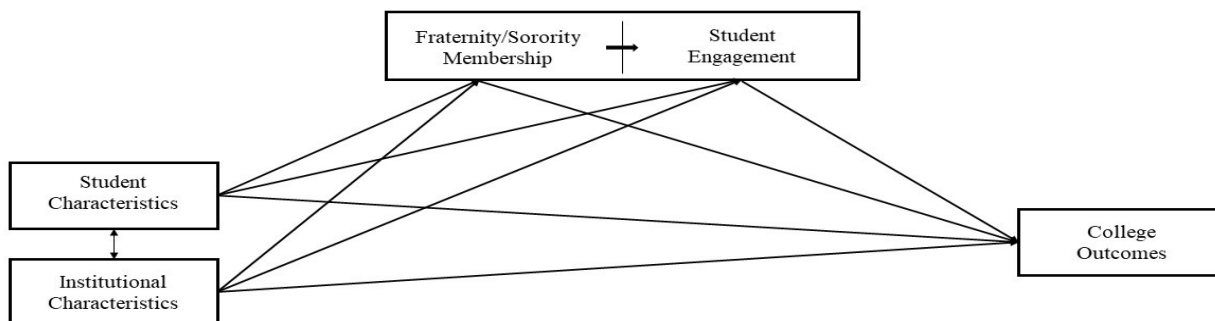 Fraternity/Sorority
Membership
Student
Engagement
Student
Characteristics
College
Outcomes
Institutional
Characteristics